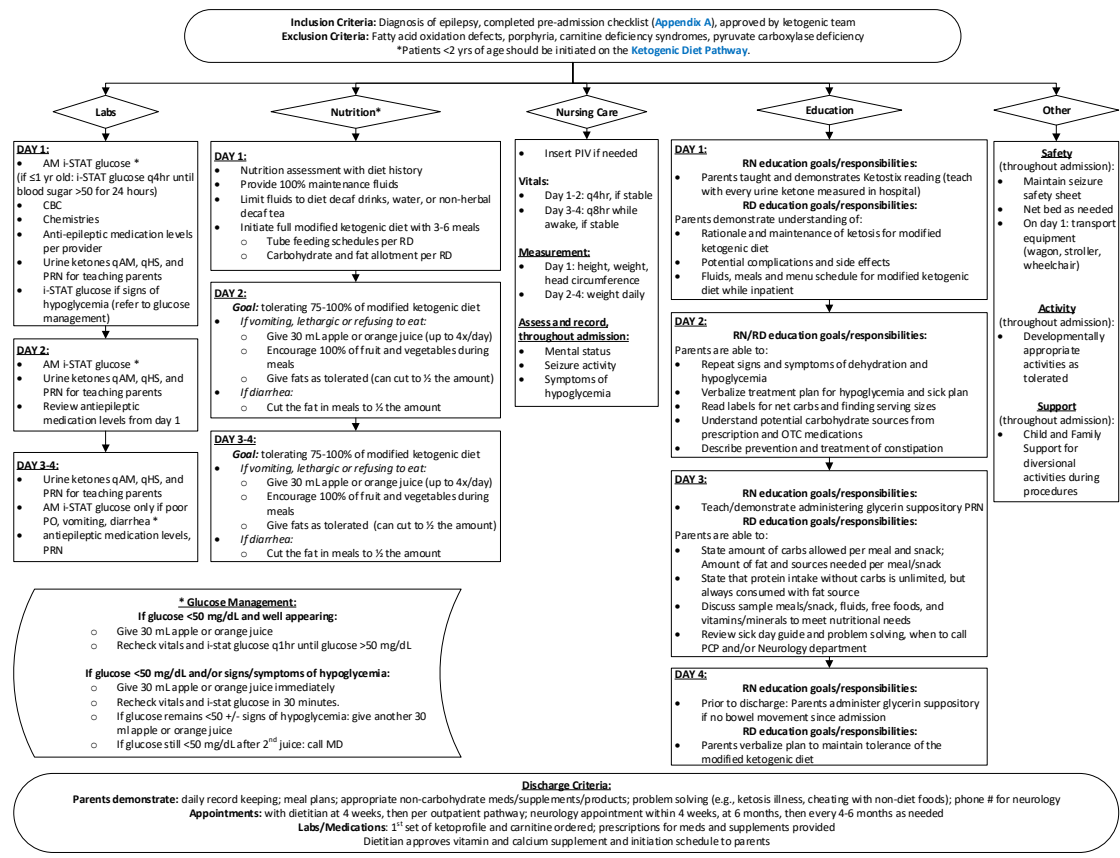 Inclusion Criteria: Diagnosis of epilepsy, completed pre-admission checklist (Appendix A), approved by ketogenic team
Exclusion Criteria: Fatty acid oxidation defects, porphyria, carnitine deficiency syndromes, pyruvate carboxylase deficiency
*Patients <2 yrs of age should be initiated on the Ketogenic Diet Pathway.
Labs
Nutrition*
Nursing Care
Education
Other
DAY 1:
• AM i-STAT glucose *
(if ≤1 yr old: i-STAT glucose q4hr until
blood sugar >50 for 24 hours)
• CBC
• Chemistries
• Anti-epileptic medication levels
per provider
• Urine ketones qAM, qHS, and
PRN for teaching parents
• i-STAT glucose if signs of
hypoglycemia (refer to glucose
management)
DAY 2:
• AM i-STAT glucose *
• Urine ketones qAM, qHS, and
PRN for teaching parents
• Review antiepileptic
medication levels from day 1
DAY 3-4:
• Urine ketones qAM, qHS, and
PRN for teaching parents
• AM i-STAT glucose only if poor
PO, vomiting, diarrhea *
• antiepileptic medication levels,
PRN
DAY 1:
• Nutrition assessment with diet history
• Provide 100% maintenance fluids
• Limit fluids to diet decaf drinks, water, or non-herbal
decaf tea
• Initiate full modified ketogenic diet with 3-6 meals
o Tube feeding schedules per RD
o Carbohydrate and fat allotment per RD
DAY 2:
Goal: tolerating 75-100% of modified ketogenic diet
• If vomiting, lethargic or refusing to eat:
o Give 30 mL apple or orange juice (up to 4x/day)
o Encourage 100% of fruit and vegetables during
meals
o Give fats as tolerated (can cut to ½ the amount)
• If diarrhea:
o Cut the fat in meals to ½ the amount
DAY 3-4:
Goal: tolerating 75-100% of modified ketogenic diet
• If vomiting, lethargic or refusing to eat:
o Give 30 mL apple or orange juice (up to 4x/day)
o Encourage 100% of fruit and vegetables during
meals
o Give fats as tolerated (can cut to ½ the amount)
• If diarrhea:
o Cut the fat in meals to ½ the amount
• Insert PIV if needed
Vitals:
• Day 1-2: q4hr, if stable
• Day 3-4: q8hr while
awake, if stable
Measurement:
• Day 1: height, weight,
head circumference
• Day 2-4: weight daily
Assess and record,
throughout admission:
• Mental status
• Seizure activity
• Symptoms of
hypoglycemia
DAY 1:
RN education goals/responsibilities:
• Parents taught and demonstrates Ketostix reading (teach
with every urine ketone measured in hospital)
RD education goals/responsibilities:
Parents demonstrate understanding of:
• Rationale and maintenance of ketosis for modified
ketogenic diet
• Potential complications and side effects
• Fluids, meals and menu schedule for modified ketogenic
diet while inpatient
DAY 2:
RN/RD education goals/responsibilities:
Parents are able to:
• Repeat signs and symptoms of dehydration and
hypoglycemia
• Verbalize treatment plan for hypoglycemia and sick plan
• Read labels for net carbs and finding serving sizes
• Understand potential carbohydrate sources from
prescription and OTC medications
• Describe prevention and treatment of constipation
DAY 3:
RN education goals/responsibilities:
• Teach/demonstrate administering glycerin suppository PRN
RD education goals/responsibilities:
Parents are able to:
• State amount of carbs allowed per meal and snack;
Amount of fat and sources needed per meal/snack
• State that protein intake without carbs is unlimited, but
always consumed with fat source
• Discuss sample meals/snack, fluids, free foods, and
vitamins/minerals to meet nutritional needs
• Review sick day guide and problem solving, when to call
PCP and/or Neurology department
DAY 4:
RN education goals/responsibilities:
• Prior to discharge: Parents administer glycerin suppository
if no bowel movement since admission
RD education goals/responsibilities:
• Parents verbalize plan to maintain tolerance of the
modified ketogenic diet
Safety
(throughout admission):
• Maintain seizure
safety sheet
• Net bed as needed
• On day 1: transport
equipment
(wagon, stroller,
wheelchair)
Activity
(throughout admission):
• Developmentally
appropriate
activities as
tolerated
Support
(throughout admission):
• Child and Family
Support for
diversional
activities during
procedures
* Glucose Management:
If glucose <50 mg/dL and well appearing:
o Give 30 mL apple or orange juice
o Recheck vitals and i-stat glucose q1hr until glucose >50 mg/dL
If glucose <50 mg/dL and/or signs/symptoms of hypoglycemia:
o Give 30 mL apple or orange juice immediately
o Recheck vitals and i-stat glucose in 30 minutes.
o If glucose remains <50 +/- signs of hypoglycemia: give another 30
ml apple or orange juice
o If glucose still <50 mg/dL after 2nd juice: call MD
Discharge Criteria:
Parents demonstrate: daily record keeping; meal plans; appropriate non-carbohydrate meds/supplements/products; problem solving (e.g., ketosis illness, cheating with non-diet foods); phone # for neurology
Appointments: with dietitian at 4 weeks, then per outpatient pathway; neurology appointment within 4 weeks, at 6 months, then every 4-6 months as needed
Labs/Medications: 1st set of ketoprofile and carnitine ordered; prescriptions for meds and supplements provided
Dietitian approves vitamin and calcium supplement and initiation schedule to parents